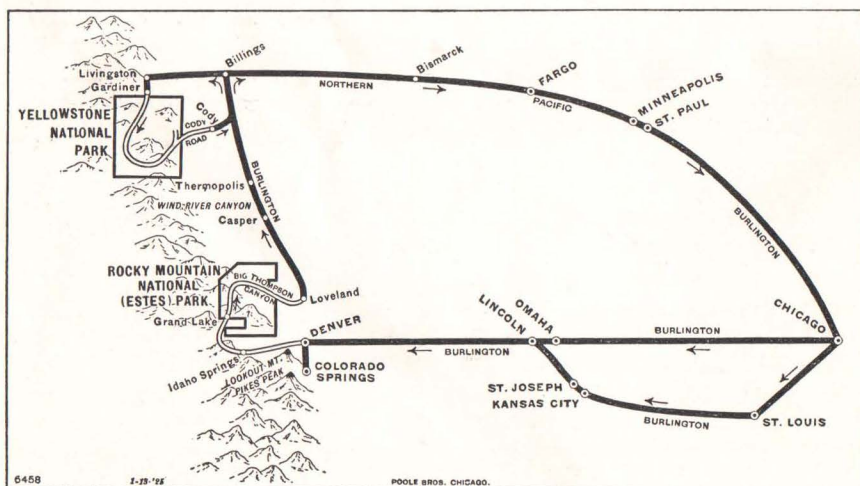 Billings
Livingston
Gardiner
NORTHERN
Bismarck
FARGO
PACIFIC
MINNEAPOLIS
ST. PAUL
YELLOWSTONE
NATIONAL
PARK
Cody
CODY
ROAD
BURLINGTON
Thermopolis
WIND RIVER CANYON
Casper
BURLINGTON
ROCKY MOUNTAIN
NATIONAL
(ESTES) PARK
BIG THOMPSON
CANYON
Loveland
Grand Lake
DENVER
LINCOLN
OMAHA
CHICAGO
BURLINGTON
BURLINGTON
Idaho Springs
LOOKOUT MT.
PIKES PEAK
COLORADO
SPRINGS
ST. JOSEPH
KANSAS CITY
BURLINGTON
ST. LOUIS
6458
POOLE BROS. CHICAGO.